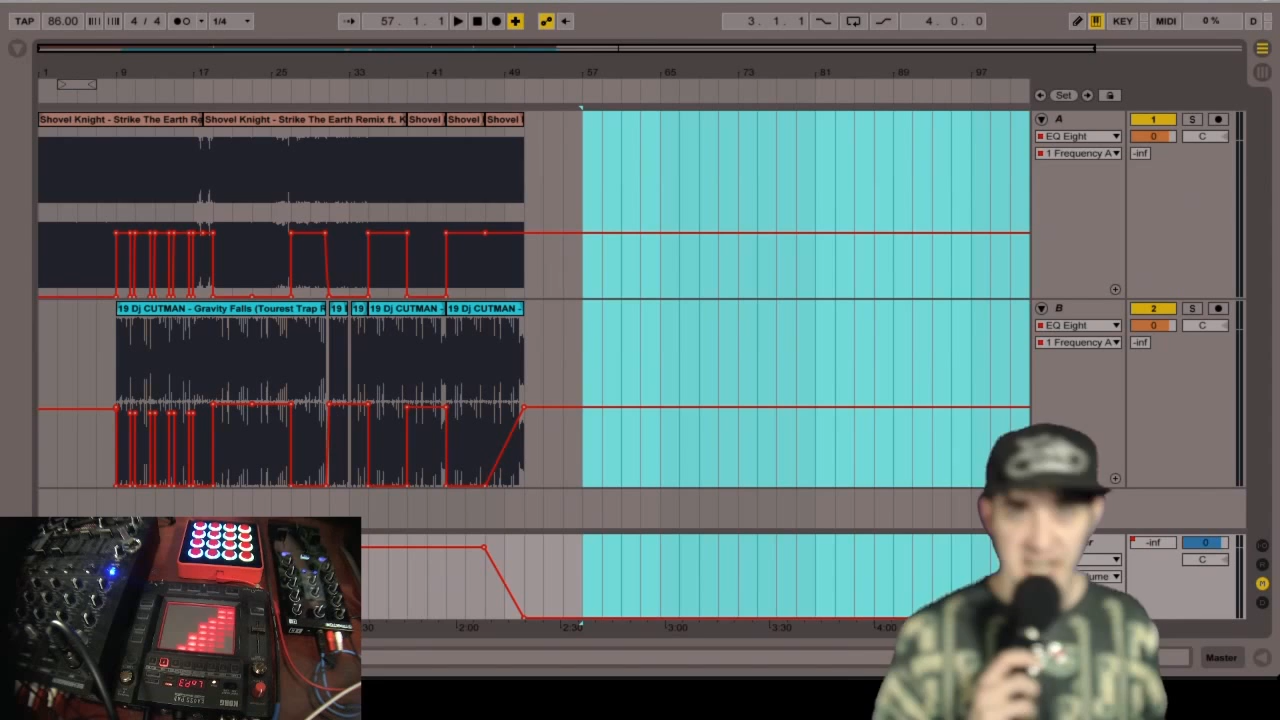 TAP 86.00 4 / 4 1/4 57 . 1 . 1 3 . 1 . 1 4 . 0 . 0 KEY MIDI 0 % D
1 9 17 25 33 41 49 57 65 73 81 89 97
Set
Shovel Knight - Strike The Earth Re Shovel Knight - Strike The Earth Remix ft. K Shovel Shovel Shovel A 1 S
EQ Eight 0 C
1 Frequency A -inf
19 Dj CUTMAN - Gravity Falls (Tourest Trap R 19 19 19 Dj CUTMAN - 19 Dj CUTMAN - B 2 S
EQ Eight 0 C
1 Frequency A -inf
-inf 0
C
ume
2:00 2:30 3:00 3:30 4:00
Master
KORG